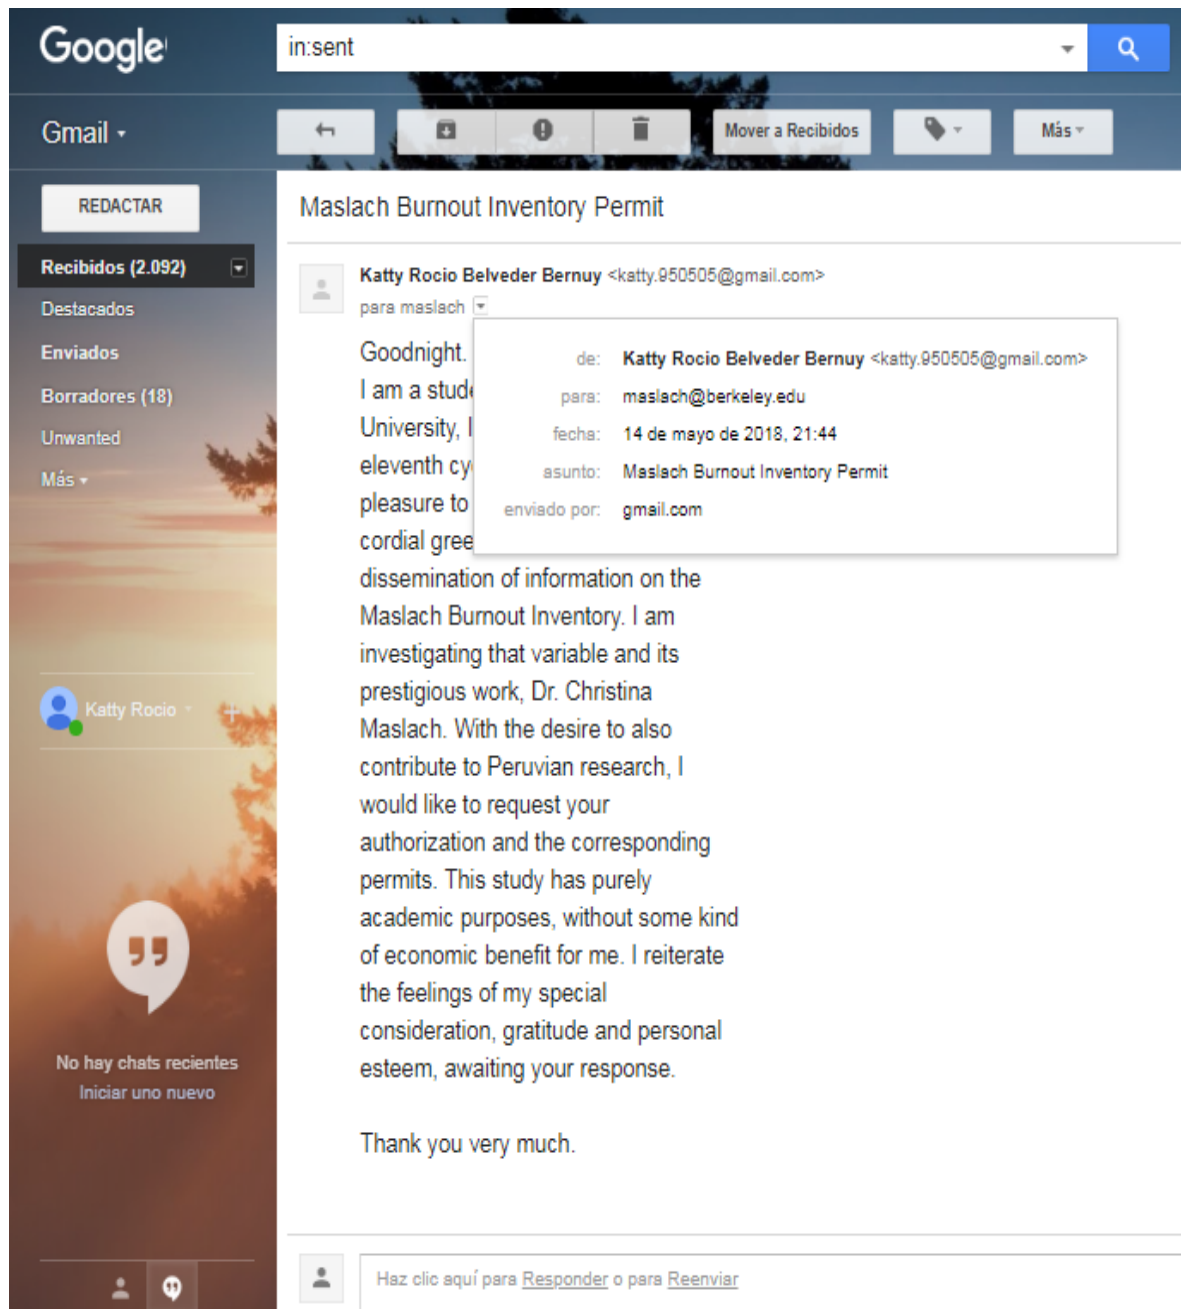 Google
in:sent
Gmail
Mover a Recibidos
Más
REDACTAR
Maslach Burnout Inventory Permit
Recibidos (2.092)
Destacados
Enviados
Borradores (18)
Unwanted
Más
Katty Rocio Belveder Bernuy <katty.950505@gmail.com>
para maslach
de: Katty Rocio Belveder Bernuy <katty.950505@gmail.com>
para: maslach@berkeley.edu
fecha: 14 de mayo de 2018, 21:44
asunto: Maslach Burnout Inventory Permit
enviado por: gmail.com
Goodnight.
I am a stude
University, I
eleventh cy
pleasure to
cordial gree
dissemination of information on the
Maslach Burnout Inventory. I am
investigating that variable and its
prestigious work, Dr. Christina
Maslach. With the desire to also
contribute to Peruvian research, I
would like to request your
authorization and the corresponding
permits. This study has purely
academic purposes, without some kind
of economic benefit for me. I reiterate
the feelings of my special
consideration, gratitude and personal
esteem, awaiting your response.
Thank you very much.
Katty Rocio
No hay chats recientes
Iniciar uno nuevo
Haz clic aquí para Responder o para Reenviar